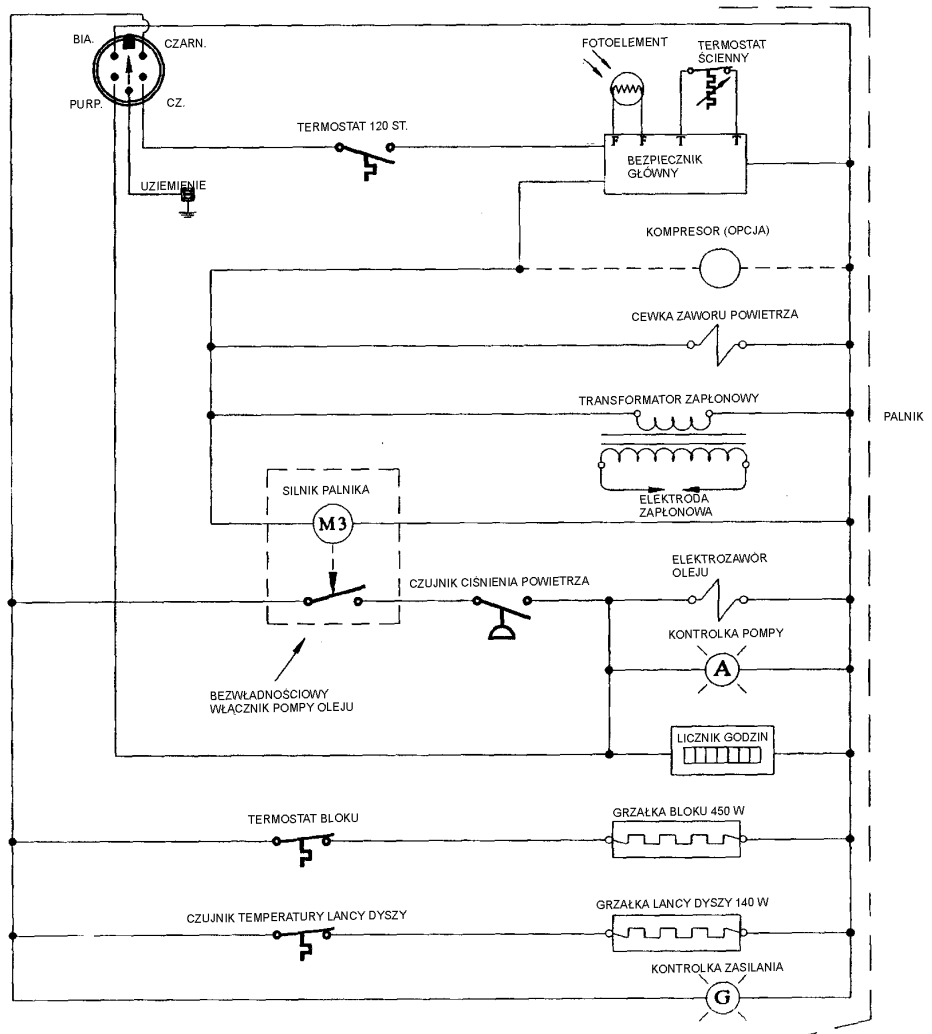 BIA.
CZARN.
PURP.
CZ.
UZIEMIENIE
TERMOSTAT 120 ST.
FOTOELEMENT
TERMOSTAT
ŚCIENNY
F F T T
BEZPIECZNIK
GŁÓWNY
KOMPRESOR (OPCJA)
CEWKA ZAWORU POWIETRZA
TRANSFORMATOR ZAPŁONOWY
PALNIK
ELEKTRODA
ZAPŁONOWA
SILNIK PALNIKA
M3
CZUJNIK CIŚNIENIA POWIETRZA
ELEKTROZAWÓR
OLEJU
KONTROLKA POMPY
A
BEZWŁADNOŚCIOWY
WŁĄCZNIK POMPY OLEJU
LICZNIK GODZIN
TERMOSTAT BLOKU
GRZAŁKA BLOKU 450 W
CZUJNIK TEMPERATURY LANCY DYSZY
GRZAŁKA LANCY DYSZY 140 W
KONTROLKA ZASILANIA
G